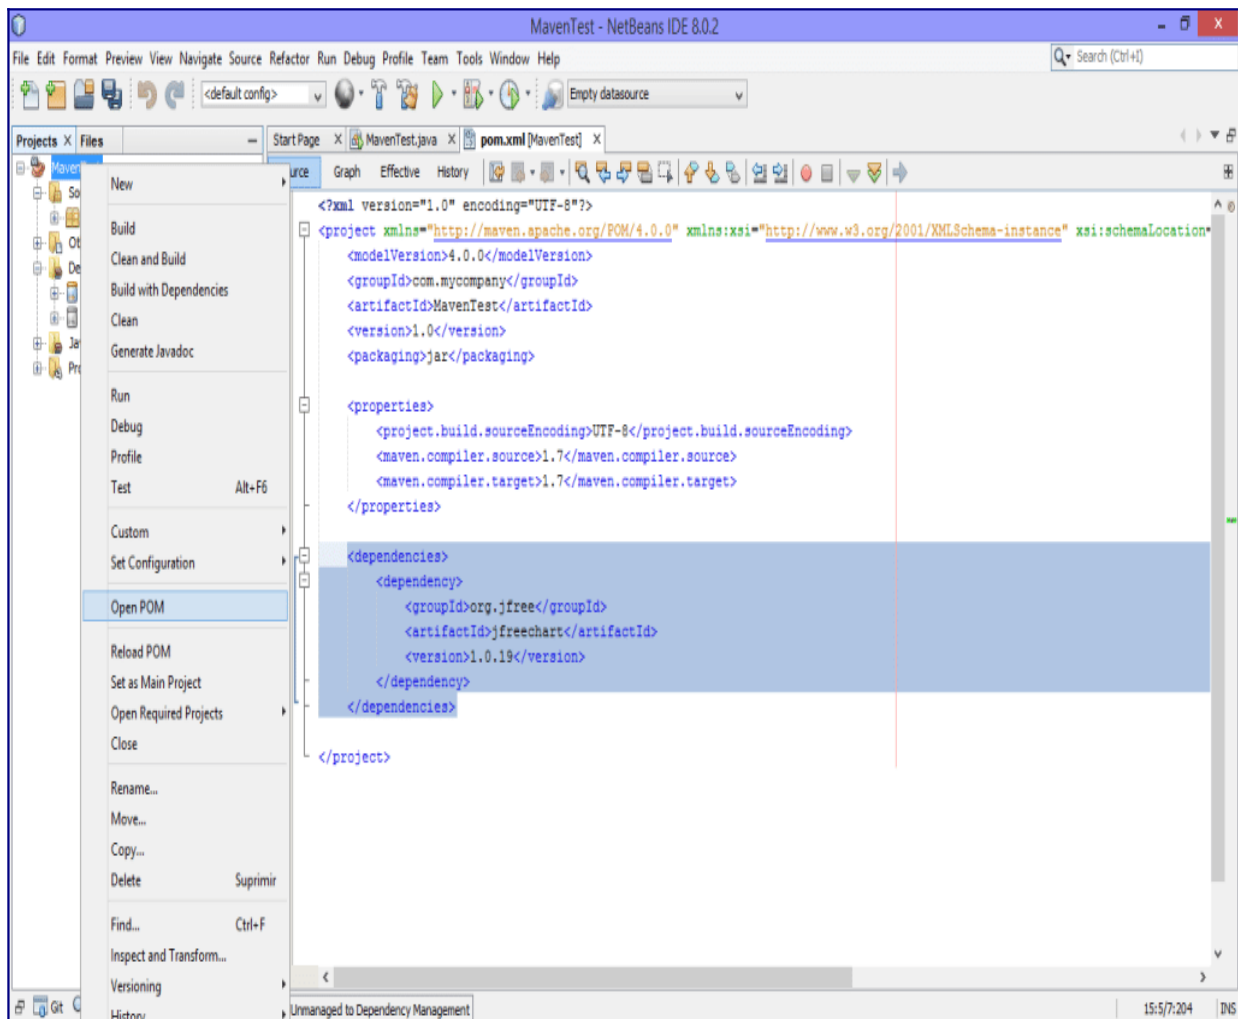 MavenTest - NetBeans IDE 8.0.2
File Edit Format Preview View Navigate Source Refactor Run Debug Profile Team Tools Window Help
Search (Ctrl+I)
<default config>
Empty datasource
Projects Files
Start Page MavenTest.java pom.xml [MavenTest]
Graph Effective History
New
Build
Clean and Build
Build with Dependencies
Clean
Generate Javadoc
Run
Debug
Profile
Test Alt+F6
Custom
Set Configuration
Open POM
Reload POM
Set as Main Project
Open Required Projects
Close
Rename...
Move...
Copy...
Delete Suprimir
Find... Ctrl+F
Inspect and Transform...
Versioning
History
<?xml version="1.0" encoding="UTF-8"?>
<project xmlns="http://maven.apache.org/POM/4.0.0" xmlns:xsi="http://www.w3.org/2001/XMLSchema-instance" xsi:schemaLocation=
<modelVersion>4.0.0</modelVersion>
<groupId>com.mycompany</groupId>
<artifactId>MavenTest</artifactId>
<version>1.0</version>
<packaging>jar</packaging>
<properties>
<project.build.sourceEncoding>UTF-8</project.build.sourceEncoding>
<maven.compiler.source>1.7</maven.compiler.source>
<maven.compiler.target>1.7</maven.compiler.target>
</properties>
<dependencies>
<dependency>
<groupId>org.jfree</groupId>
<artifactId>jfreechart</artifactId>
<version>1.0.19</version>
</dependency>
</dependencies>
</project>
Git
Unmanaged to Dependency Management
15:5/7:204 INS